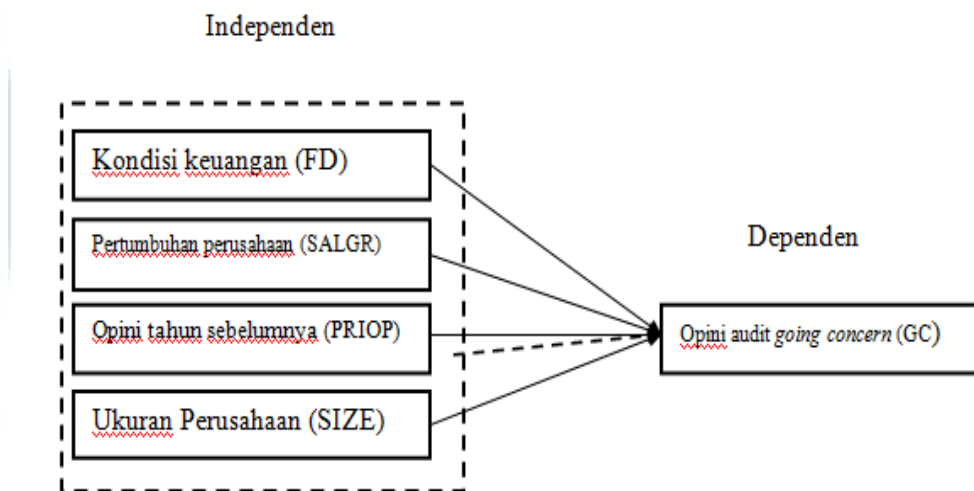 Independen
Kondisi keuangan (FD)
Pertumbuhan perusahaan (SALGR)
Dependen
Opini tahun sebelumnya (PRIOP)
Opini audit going concern (GC)
Ukuran Perusahaan (SIZE)